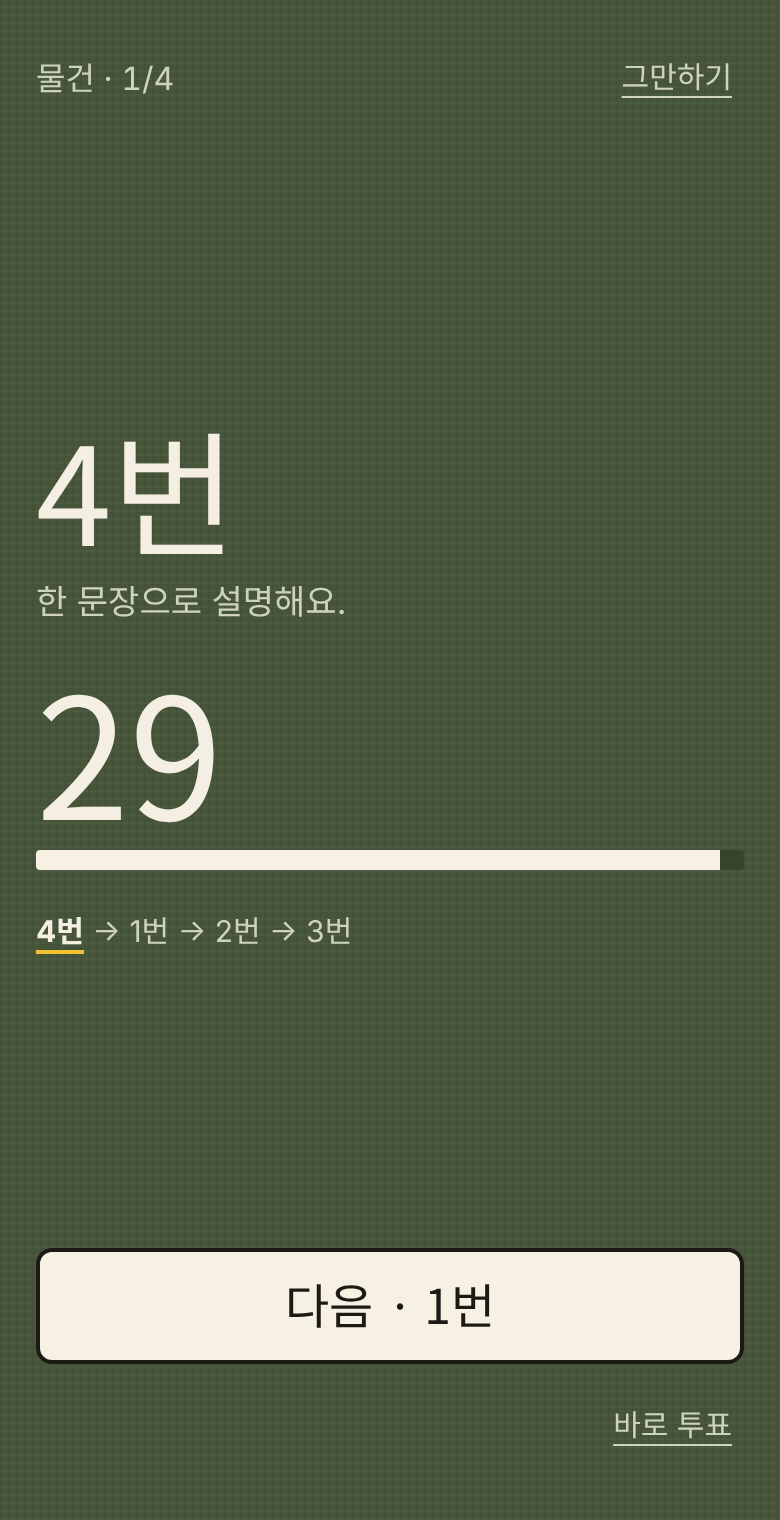 물건 · 1/4
그만하기
4번
한 문장으로 설명해요.
29
4번 → 1번 → 2번 → 3번
다음 · 1번
바로 투표